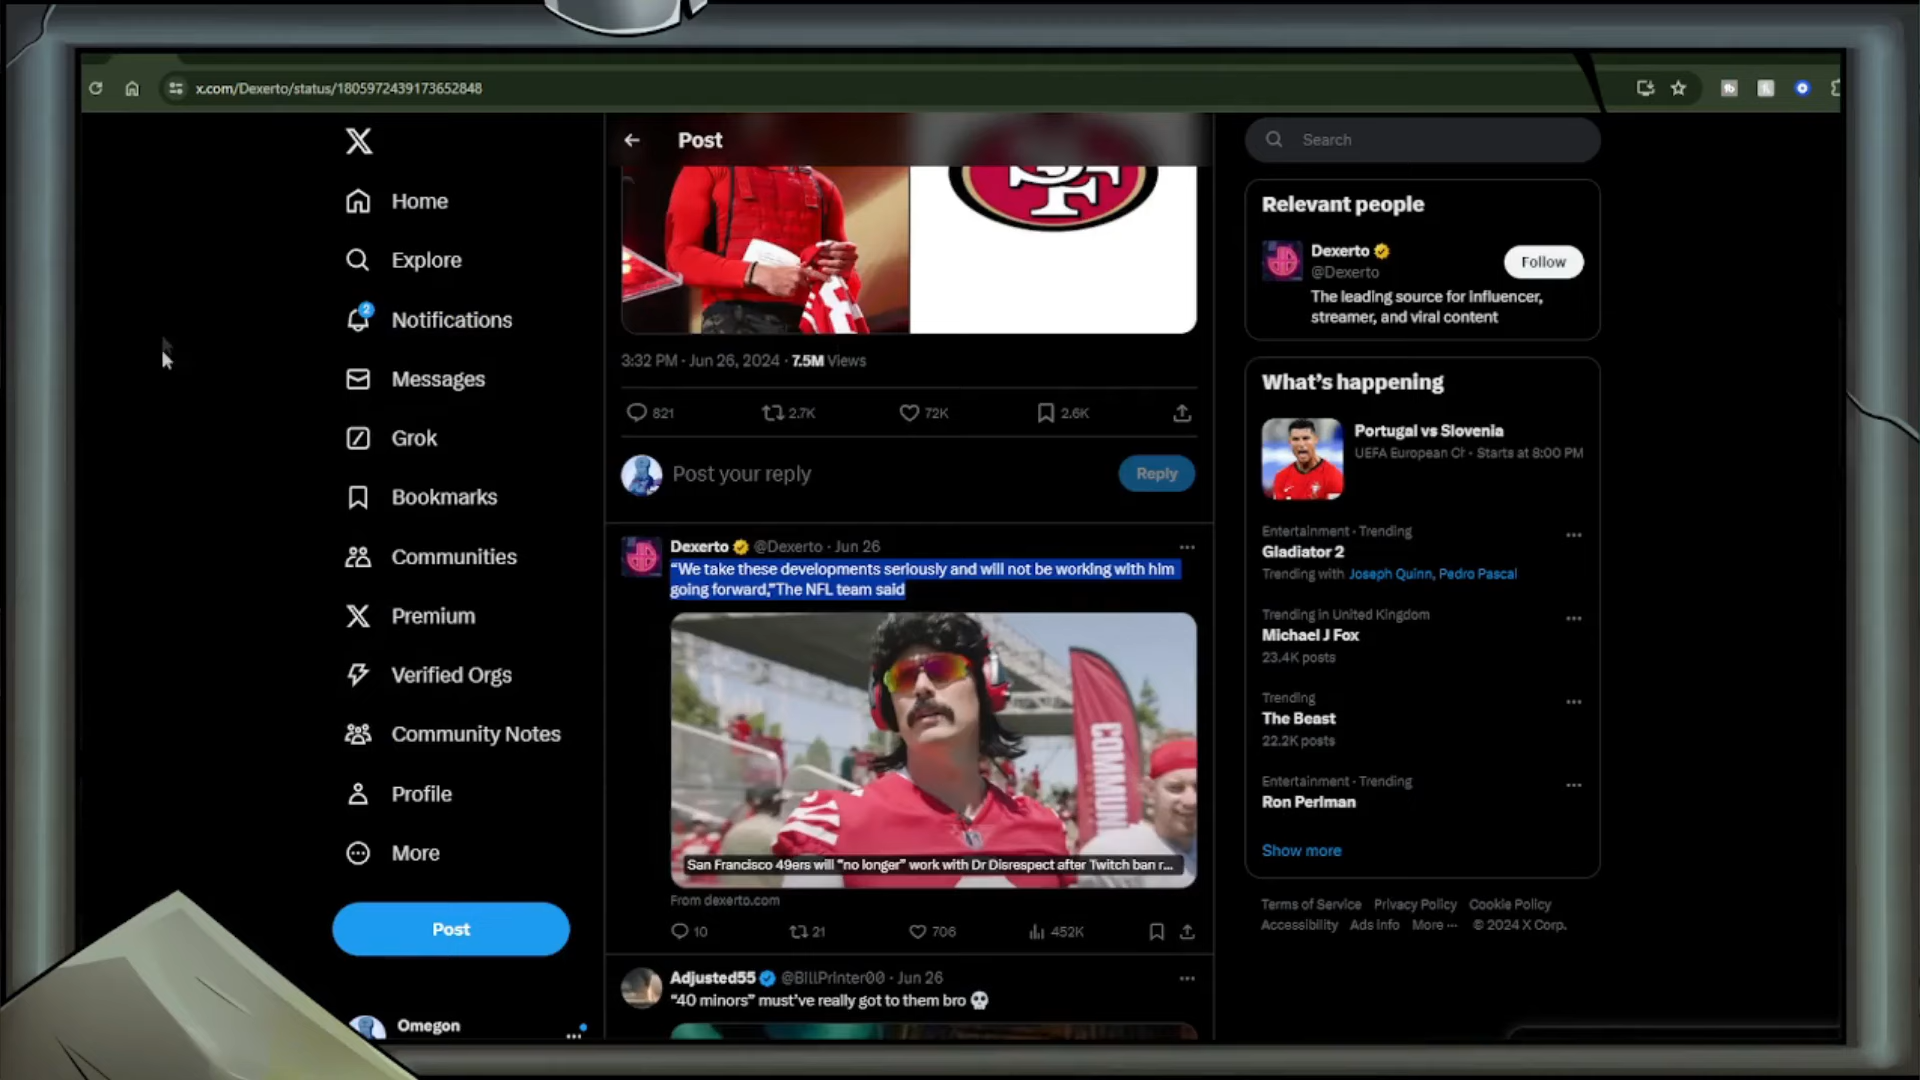 x.com/Dexerto/status/1805972439173652848
Post
Search
Home
Explore
2
Notifications
Messages
Grok
Bookmarks
Communities
Premium
Verified Orgs
Community Notes
Profile
More
Post
Omegon
SF
3:32 PM · Jun 26, 2024 · 7.5M Views
821 2.7K 72K 2.6K
Post your reply
Reply
Dexerto @Dexerto · Jun 26
“We take these developments seriously and will not be working with him
going forward,”The NFL team said
COMMUN
San Francisco 49ers will “no longer” work with Dr Disrespect after Twitch ban r...
From dexerto.com
10 21 706 452K
Adjusted55 @BillPrinter00 · Jun 26
“40 minors” must’ve really got to them bro 💀
Relevant people
Dexerto
@Dexerto
Follow
The leading source for influencer,
streamer, and viral content
What’s happening
Portugal vs Slovenia
UEFA European Ch · Starts at 8:00 PM
Entertainment · Trending
Gladiator 2
Trending with Joseph Quinn, Pedro Pascal
Trending in United Kingdom
Michael J Fox
23.4K posts
Trending
The Beast
22.2K posts
Entertainment · Trending
Ron Perlman
Show more
Terms of Service Privacy Policy Cookie Policy
Accessibility Ads info More ··· © 2024 X Corp.